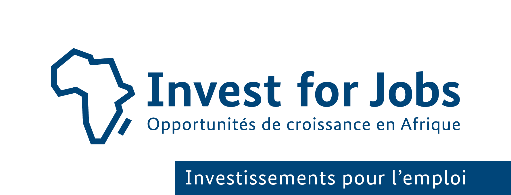 Invest for Jobs
Opportunités de croissance en Afrique
Investissements pour l'emploi